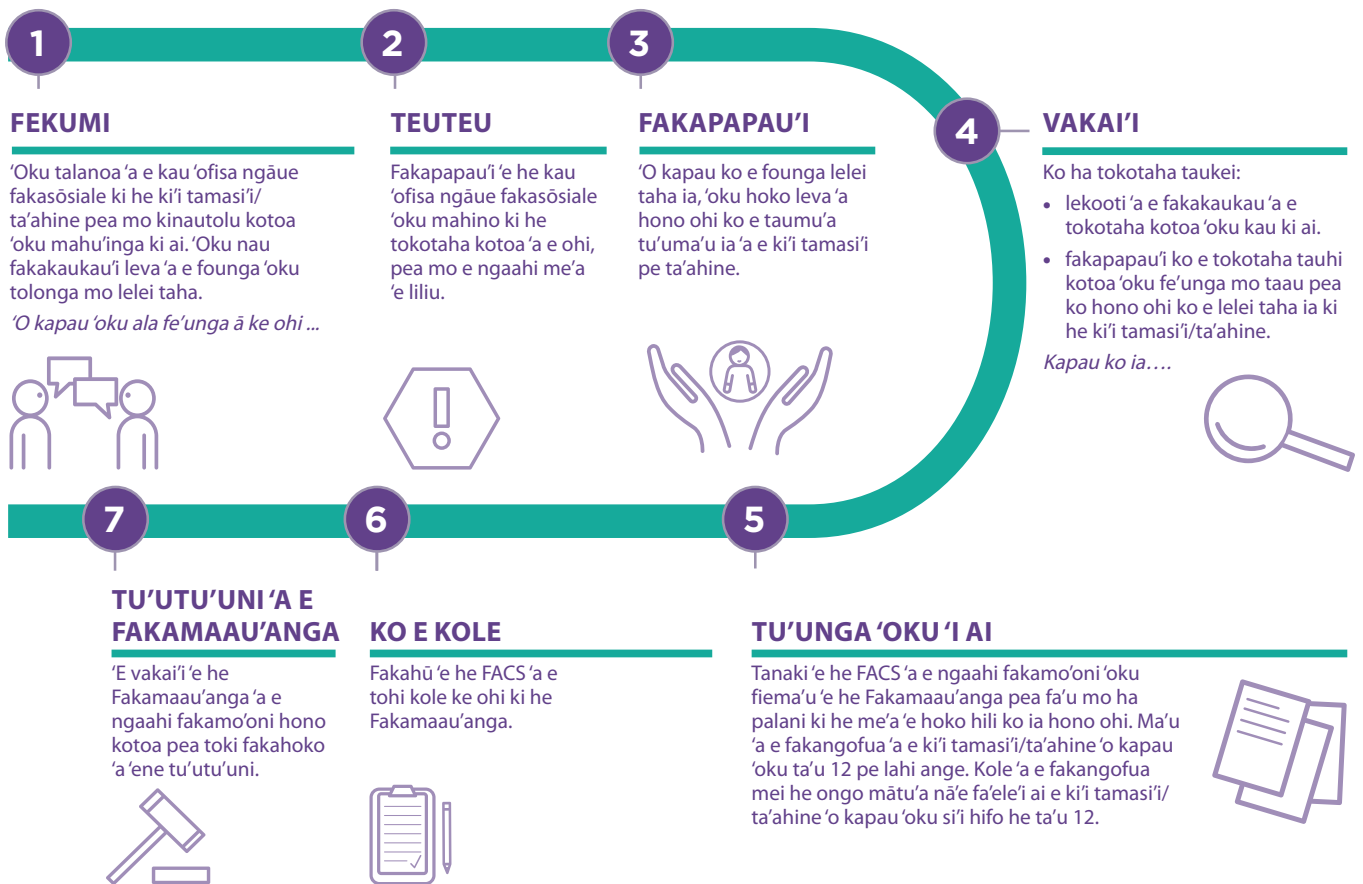 1
FEKUMI
‘Oku talanoa ‘a e kau ‘ofisa ngāue
fakasōsiale ki he ki’i tamasi’i/
ta’ahine pea mo kinautolu kotoa
‘oku mahu’inga ki ai. ‘Oku nau
fakakaukau’i leva ‘a e founga ‘oku
tolonga mo lelei taha.
‘O kapau ‘oku ala fe’unga ā ke ohi ...
2
TEUTEU
Fakapapau’i ‘e he kau
‘ofisa ngāue fakasōsiale
‘oku mahino ki he
tokotaha kotoa ‘a e ohi,
pea mo e ngaahi me’a
‘e liliu.
3
FAKAPAPAU’I
‘O kapau ko e founga lelei
taha ia, ‘oku hoko leva ‘a
hono ohi ko e taumu’a
tu’uma’u ia ‘a e ki’i tamasi’i
pe ta’ahine.
4
VAKAI’I
Ko ha tokotaha taukei:
• lekooti ‘a e fakakaukau ‘a e
tokotaha kotoa ‘oku kau ki ai.
• fakapapau’i ko e tokotaha tauhi
kotoa ‘oku fe’unga mo taau pea
ko hono ohi ko e lelei taha ia ki
he ki’i tamasi’i/ta’ahine.
Kapau ko ia….
5
TU’UNGA ‘OKU ‘I AI
Tanaki ‘e he FACS ‘a e ngaahi fakamo’oni ‘oku
fiema’u ‘e he Fakamaau’anga pea fa’u mo ha
palani ki he me’a ‘e hoko hili ko ia hono ohi. Ma’u
‘a e fakangofua ‘a e ki’i tamasi’i/ta’ahine ‘o kapau
‘oku ta’u 12 pe lahi ange. Kole ‘a e fakangofua
mei he ongo mātu’a nā’e fa’ele’i ai e ki’i tamasi’i/
ta’ahine ‘o kapau ‘oku si’i hifo he ta’u 12.
6
KO E KOLE
Fakahū ‘e he FACS ‘a e
tohi kole ke ohi ki he
Fakamaau’anga.
7
TU’UTU’UNI ‘A E
FAKAMAAU’ANGA
‘E vakai’i ‘e he
Fakamaau’anga ‘a e
ngaahi fakamo’oni hono
kotoa pea toki fakahoko
‘a ‘ene tu’utu’uni.